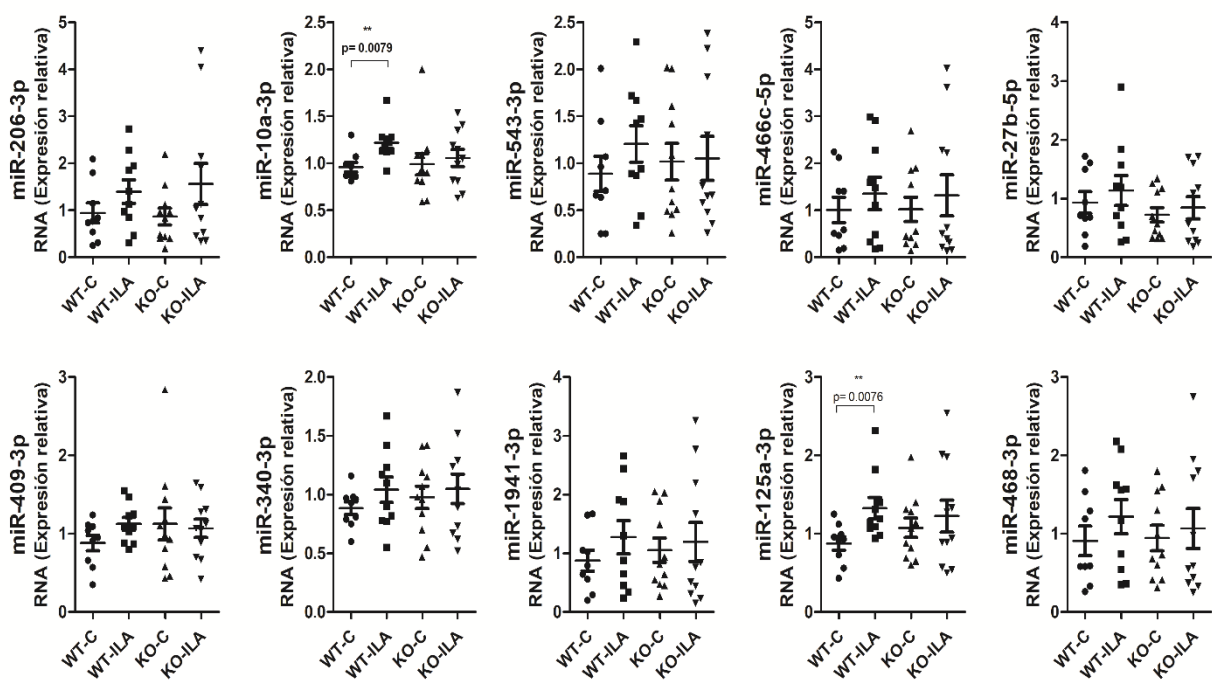 miR-206-3p
RNA (Expresión relativa)
5
4
3
2
1
0
WT-C
WT-ILA
KO-C
KO-ILA
miR-10a-3p
RNA (Expresión relativa)
2.5
2.0
1.5
1.0
0.5
0.0
**
p= 0.0079
WT-C
WT-ILA
KO-C
KO-ILA
miR-543-3p
RNA (Expresión relativa)
2.5
2.0
1.5
1.0
0.5
0.0
WT-C
WT-ILA
KO-C
KO-ILA
miR-466c-5p
RNA (Expresión relativa)
5
4
3
2
1
0
WT-C
WT-ILA
KO-C
KO-ILA
miR-27b-5p
RNA (Expresión relativa)
4
3
2
1
0
WT-C
WT-ILA
KO-C
KO-ILA
miR-409-3p
RNA (Expresión relativa)
3
2
1
0
WT-C
WT-ILA
KO-C
KO-ILA
miR-340-3p
RNA (Expresión relativa)
2.0
1.5
1.0
0.5
0.0
WT-C
WT-ILA
KO-C
KO-ILA
miR-1941-3p
RNA (Expresión relativa)
4
3
2
1
0
WT-C
WT-ILA
KO-C
KO-ILA
miR-125a-3p
RNA (Expresión relativa)
3
2
1
0
**
p= 0.0076
WT-C
WT-ILA
KO-C
KO-ILA
miR-468-3p
RNA (Expresión relativa)
3
2
1
0
WT-C
WT-ILA
KO-C
KO-ILA